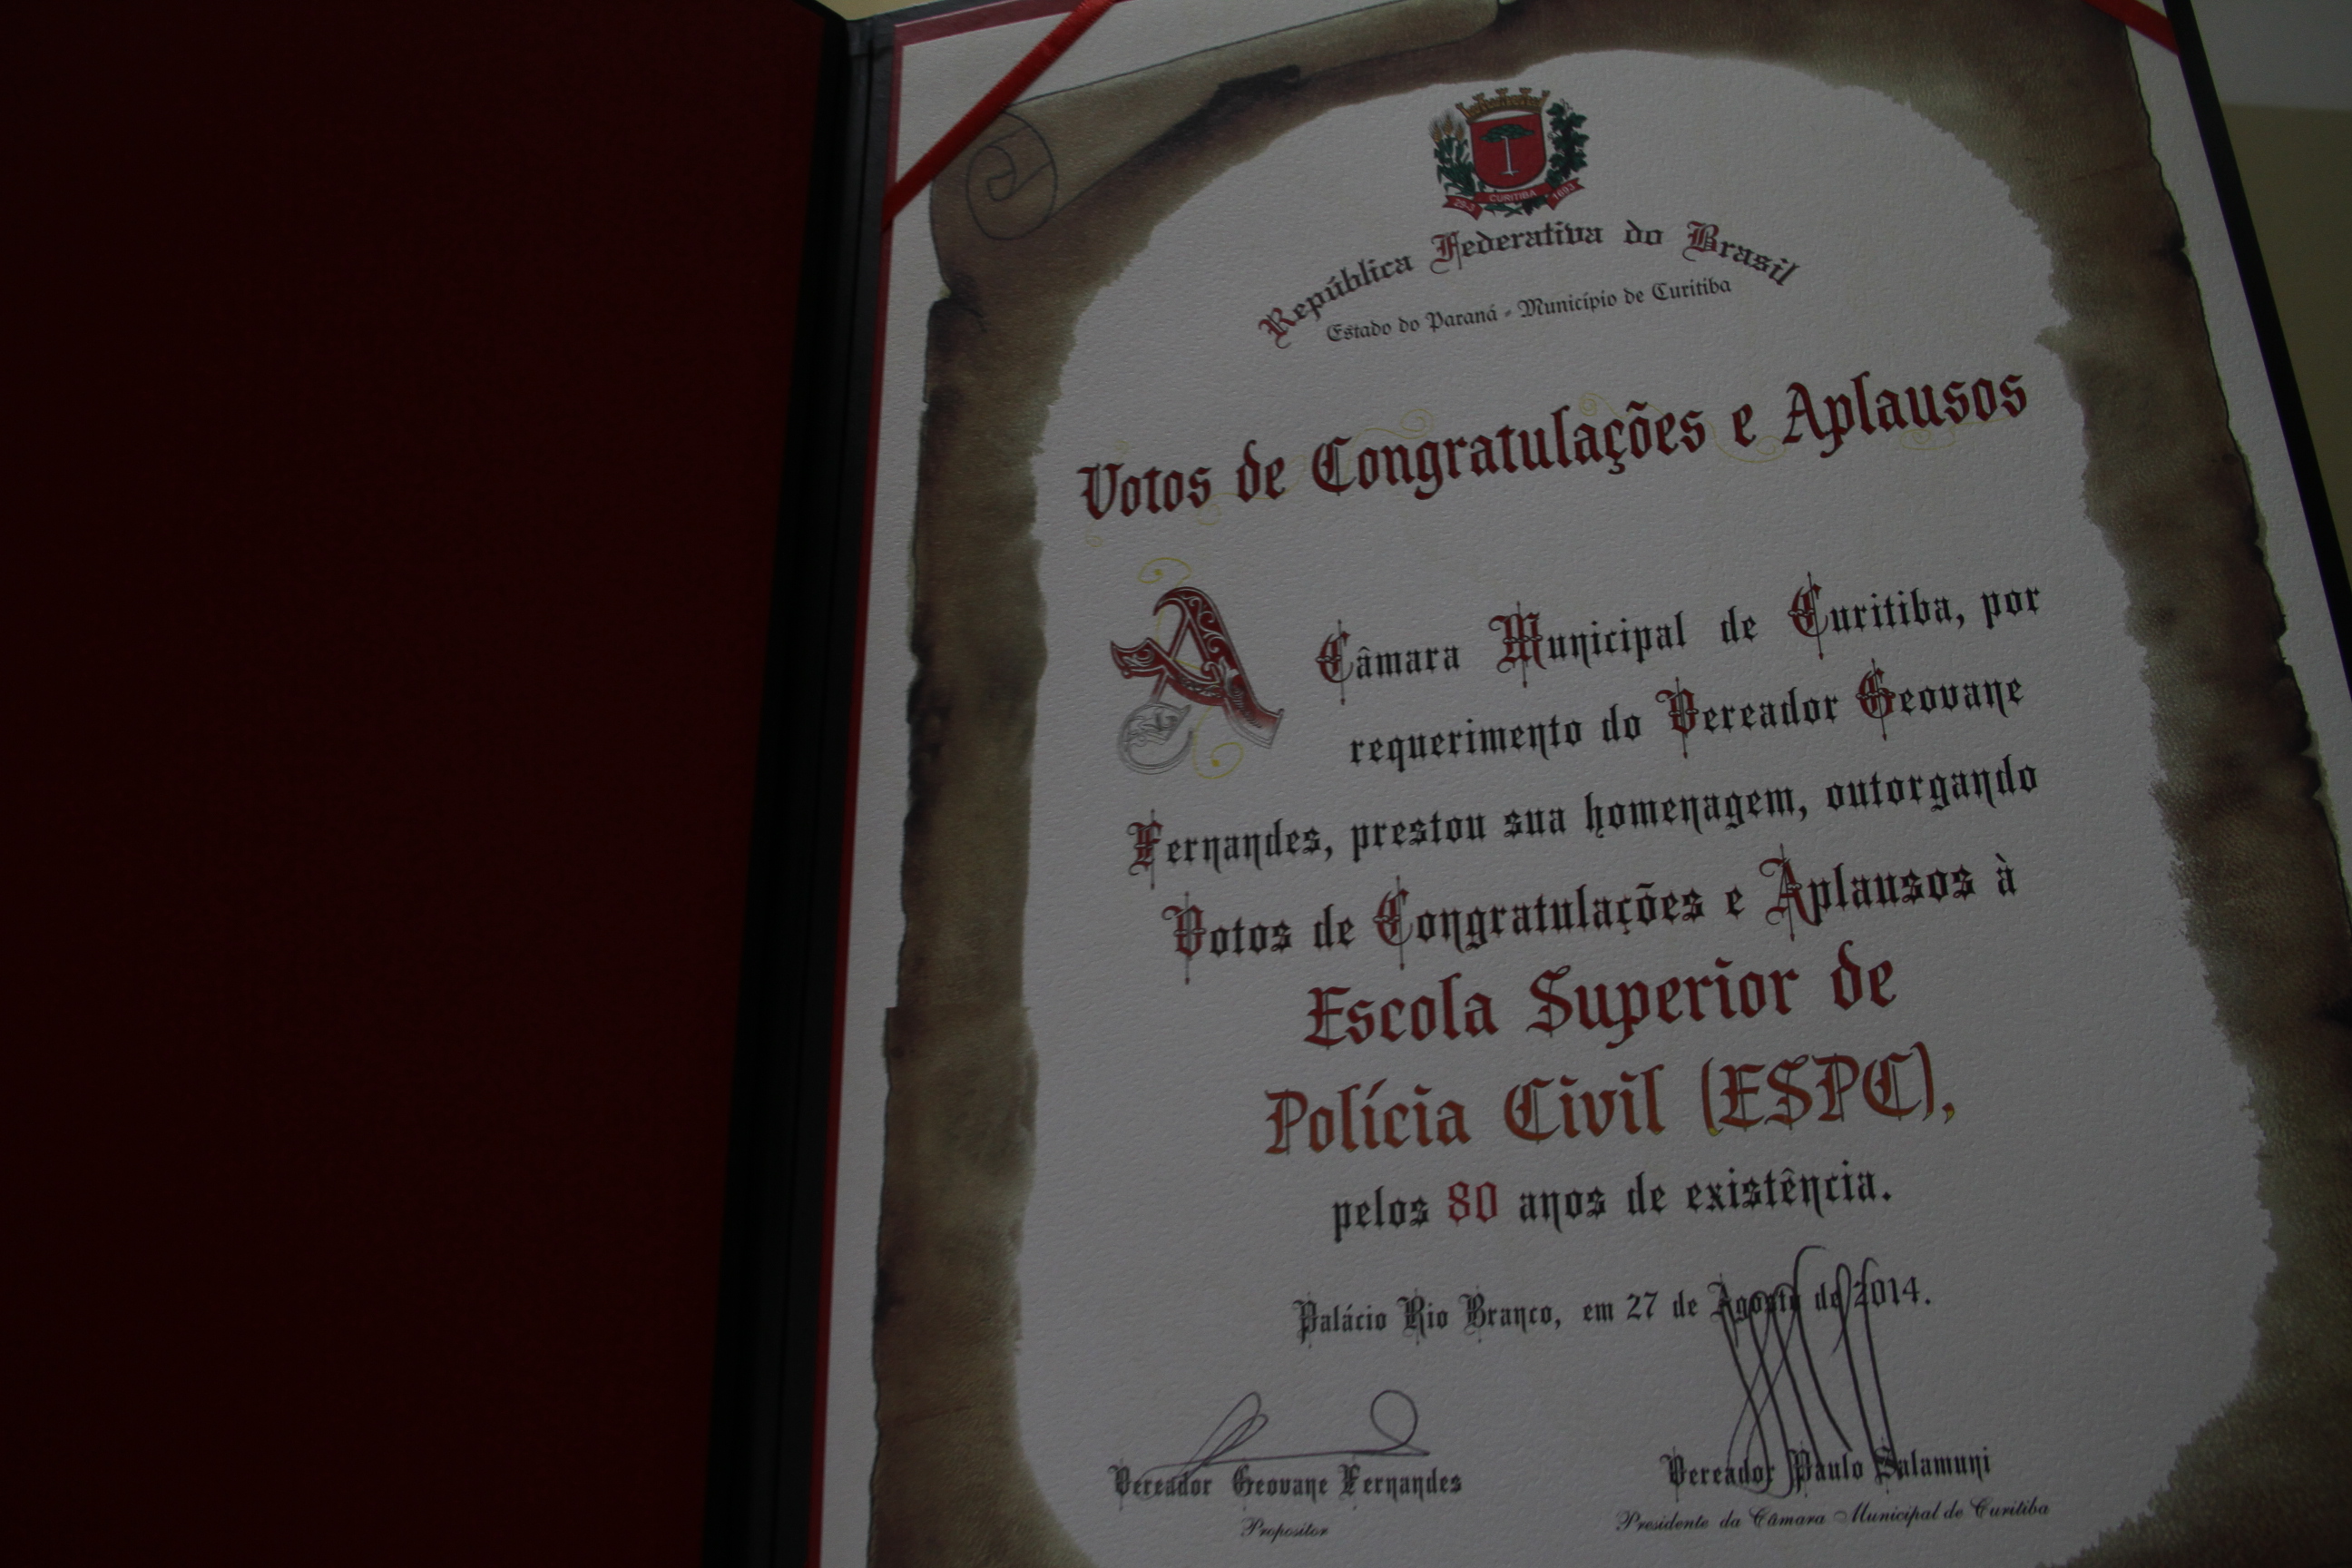 29-3 CURITIBA 1693
República Federativa do Brasil
Estado do Paraná - Município de Curitiba
Votos de Congratulações e Aplausos
A Câmara Municipal de Curitiba, por
requerimento do Vereador Geovane
Fernandes, prestou sua homenagem, outorgando
Votos de Congratulações e Aplausos à
Escola Superior de
Polícia Civil (ESPC),
pelos 80 anos de existência.
Palácio Rio Branco, em 27 de Agosto de 2014.
Vereador Geovane Fernandes
Propositor
Vereador Paulo Salamuni
Presidente da Câmara Municipal de Curitiba